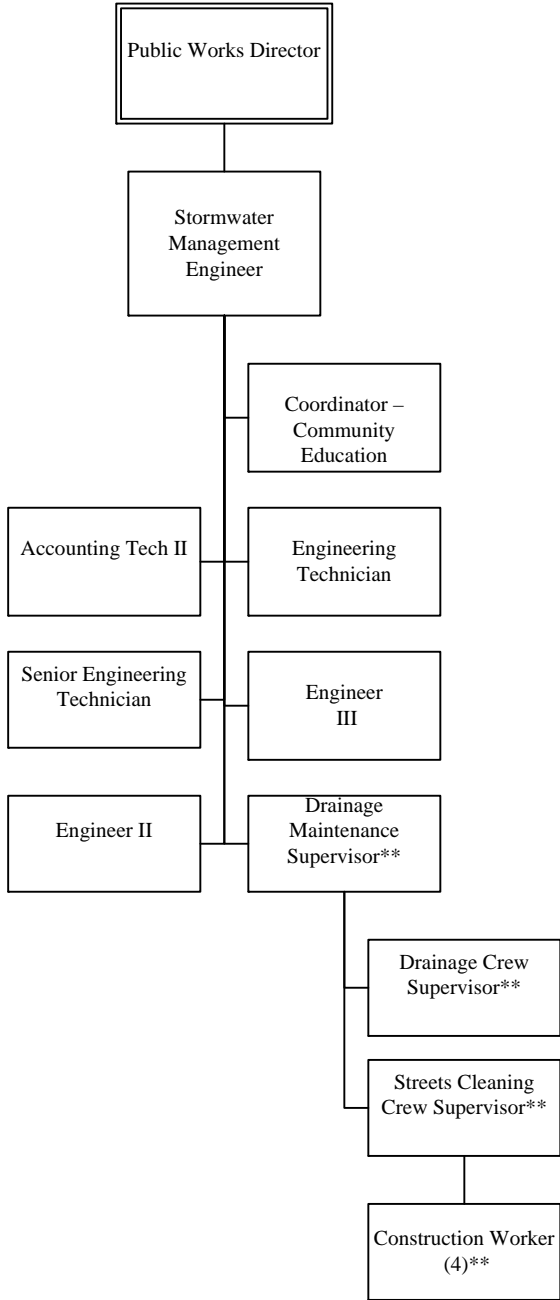 Public Works Director
Stormwater
Management
Engineer
Coordinator –
Community
Education
Accounting Tech II
Engineering
Technician
Senior Engineering
Technician
Engineer
III
Engineer II
Drainage
Maintenance
Supervisor**
Drainage Crew
Supervisor**
Streets Cleaning
Crew Supervisor**
Construction Worker
(4)**